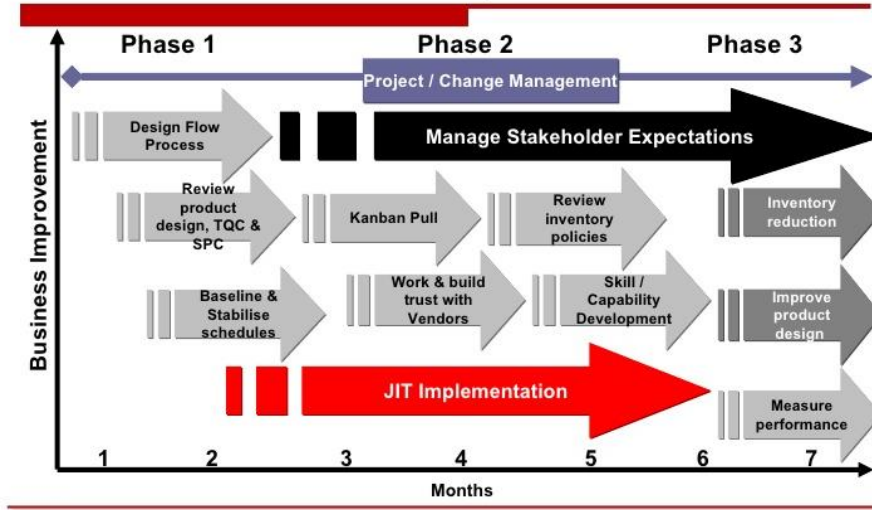 Phase 1
Phase 2
Phase 3
Project / Change Management
Design Flow
Process
Manage Stakeholder Expectations
Review
product
design, TQC &
SPC
Kanban Pull
Review
inventory
policies
Inventory
reduction
Baseline &
Stabilise
schedules
Work & build
trust with
Vendors
Skill /
Capability
Development
Improve
product
design
JIT Implementation
Measure
performance
Business Improvement
1
2
3
4
5
6
7
Months